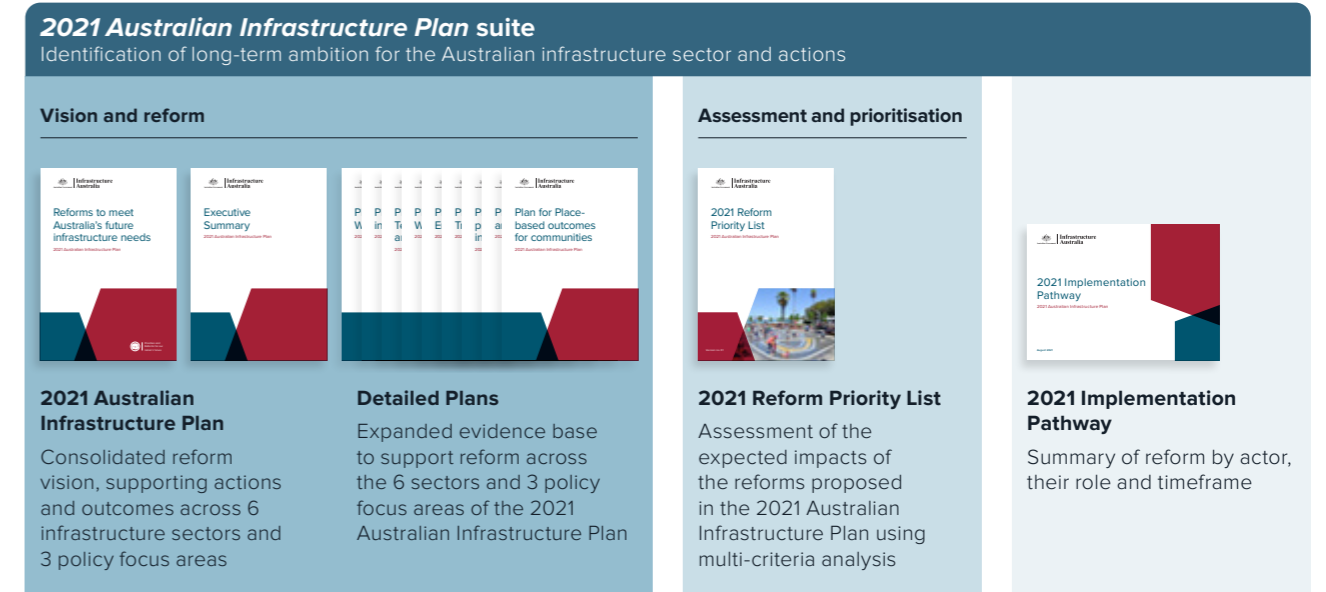 2021 Australian Infrastructure Plan suite
Identification of long-term ambition for the Australian infrastructure sector and actions
Vision and reform
Infrastructure
Australia
Reforms to meet
Australia's future
infrastructure needs
2021 Australian Infrastructure Plan
Infrastructure
Australia
Executive
Summary
2021 Australian Infrastructure Plan
Infrastructure
Australia
Plan for Place-
based outcomes
for communities
2021 Australian Infrastructure Plan
2021 Australian
Infrastructure Plan
Consolidated reform
vision, supporting actions
and outcomes across 6
infrastructure sectors and
3 policy focus areas
Detailed Plans
Expanded evidence base
to support reform across
the 6 sectors and 3 policy
focus areas of the 2021
Australian Infrastructure Plan
Assessment and prioritisation
Infrastructure
Australia
2021 Reform
Priority List
2021 Australian Infrastructure Plan
2021 Reform Priority List
Assessment of the
expected impacts of
the reforms proposed
in the 2021 Australian
Infrastructure Plan using
multi-criteria analysis
Infrastructure
Australia
2021 Implementation
Pathway
2021 Australian Infrastructure Plan
2021 Implementation
Pathway
Summary of reform by actor,
their role and timeframe